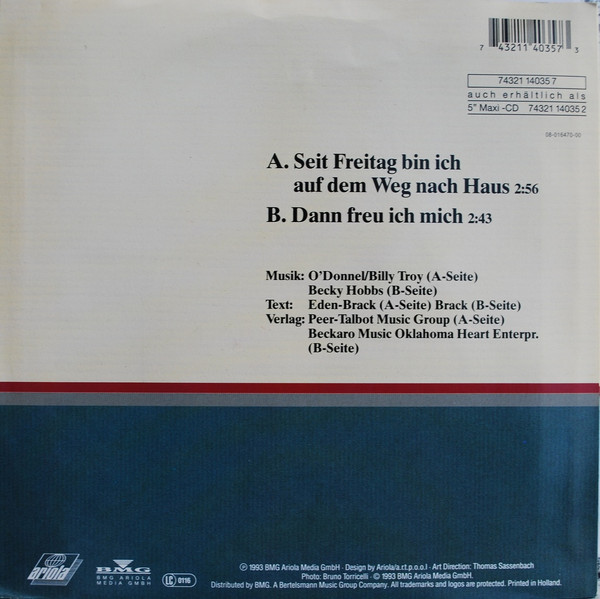 7 43211 40357 3
74321 14035 7
auch erhältlich als
5" Maxi-CD 74321 14035 2
08-016470-00
A. Seit Freitag bin ich
auf dem Weg nach Haus 2:56
B. Dann freu ich mich 2:43
Musik: O'Donnel/Billy Troy (A-Seite)
Becky Hobbs (B-Seite)
Text: Eden-Brack (A-Seite) Brack (B-Seite)
Verlag: Peer-Talbot Music Group (A-Seite)
Beckaro Music Oklahoma Heart Enterpr.
(B-Seite)
ariola
BMG
BMG ARIOLA
MEDIA GMBH
LC 0116
℗ 1993 BMG Ariola Media GmbH · Design by Ariola/a.r.t.p.o.o.l · Art Direction: Thomas Sassenbach
Photo: Bruno Torricelli · © 1993 BMG Ariola Media GmbH.
Distributed by BMG. A Bertelsmann Music Group Company. All trademarks and logos are protected. Printed in Holland.